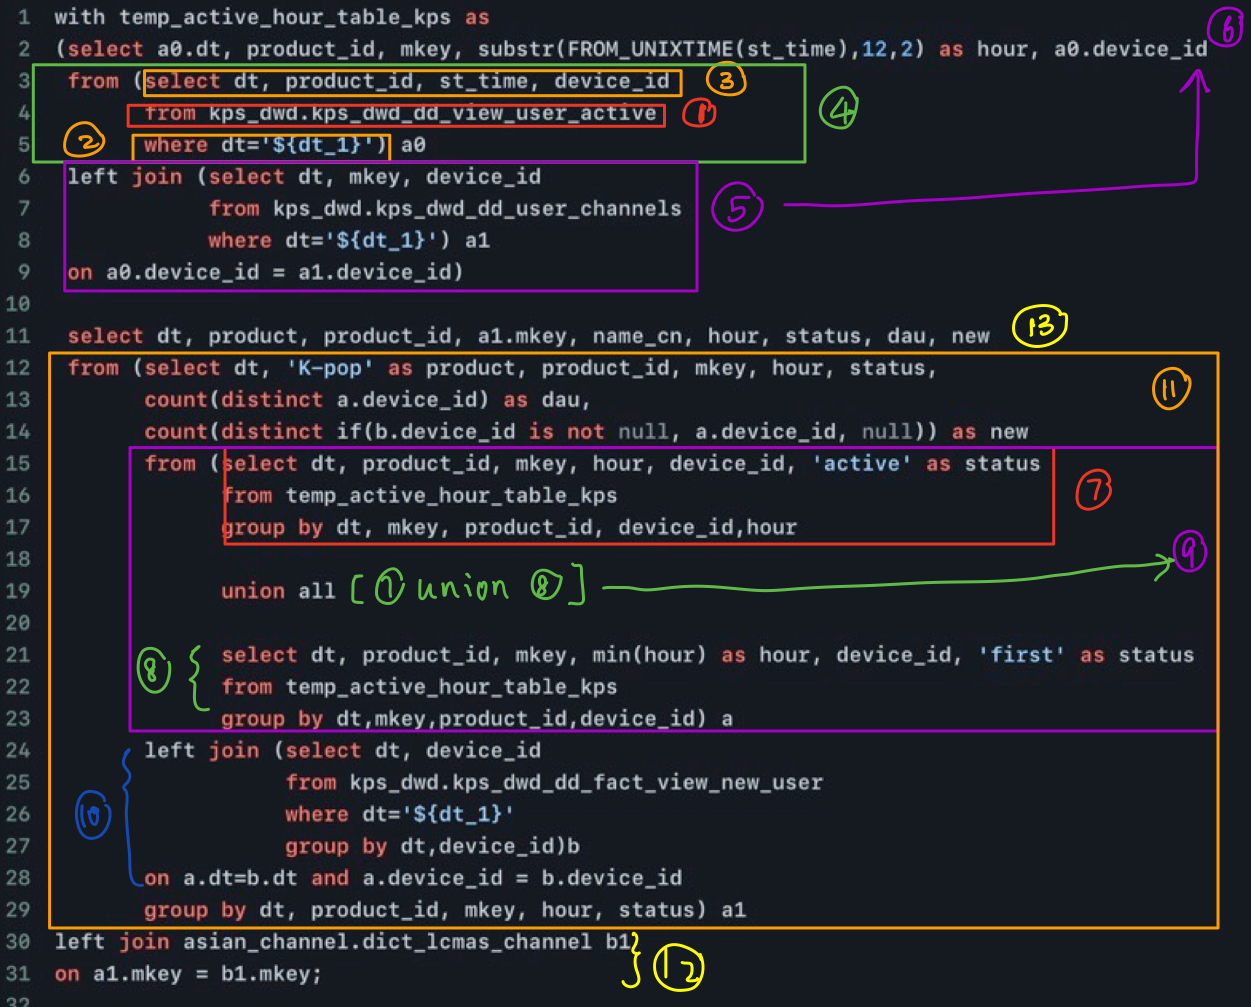 1 with temp_active_hour_table_kps as
2 (select a0.dt, product_id, mkey, substr(FROM_UNIXTIME(st_time),12,2) as hour, a0.device_id 6
3 from (select dt, product_id, st_time, device_id 3
4 from kps_dwd.kps_dwd_dd_view_user_active 1 4
5 2 where dt='${dt_1}') a0
6 left join (select dt, mkey, device_id
7 from kps_dwd.kps_dwd_dd_user_channels 5
8 where dt='${dt_1}') a1
9 on a0.device_id = a1.device_id)
10
11 select dt, product, product_id, a1.mkey, name_cn, hour, status, dau, new 13
12 from (select dt, 'K-pop' as product, product_id, mkey, hour, status, 11
13 count(distinct a.device_id) as dau,
14 count(distinct if(b.device_id is not null, a.device_id, null)) as new
15 from (select dt, product_id, mkey, hour, device_id, 'active' as status
16 from temp_active_hour_table_kps 7
17 group by dt, mkey, product_id, device_id,hour
18 9
19 union all [ 7 union 8 ]
20
21 8 { select dt, product_id, mkey, min(hour) as hour, device_id, 'first' as status
22 from temp_active_hour_table_kps
23 group by dt,mkey,product_id,device_id) a
24 left join (select dt, device_id
25 from kps_dwd.kps_dwd_dd_fact_view_new_user
26 10 where dt='${dt_1}'
27 group by dt,device_id)b
28 on a.dt=b.dt and a.device_id = b.device_id
29 group by dt, product_id, mkey, hour, status) a1
30 left join asian_channel.dict_lcmas_channel b1
31 on a1.mkey = b1.mkey; } 12
32